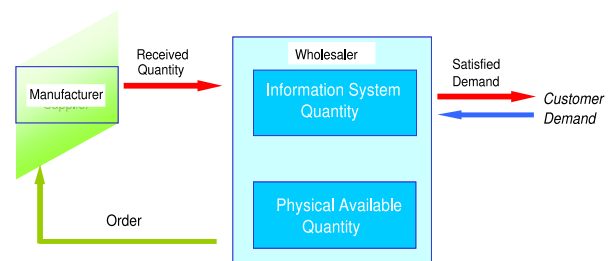 Received
Quantity
Wholesaler
Satisfied
Demand
Manufacturer
Supplier
Information System
Quantity
Customer
Demand
Physical Available
Quantity
Order